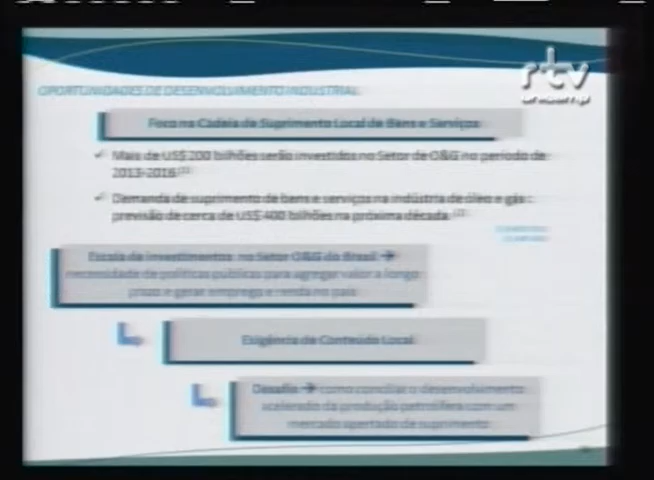 OPORTUNIDADES DE DESENVOLVIMENTO INDUSTRIAL
rtv
unicamp
Foco na Cadeia de Suprimento Local de Bens e Serviços
✓ Mais de US$ 200 bilhões serão investidos no Setor de O&G no período de
2013-2016
✓ Demanda de suprimento de bens e serviços na indústria de óleo e gás :
previsão de cerca de US$ 400 bilhões na próxima década.
Escala de investimentos no Setor O&G do Brasil →
necessidade de políticas públicas para agregar valor a longo
prazo e gerar emprego e renda no país
Exigência de Conteúdo Local
Desafio → como conciliar o desenvolvimento
acelerado da produção petrolífera com um
mercado apertado de suprimento